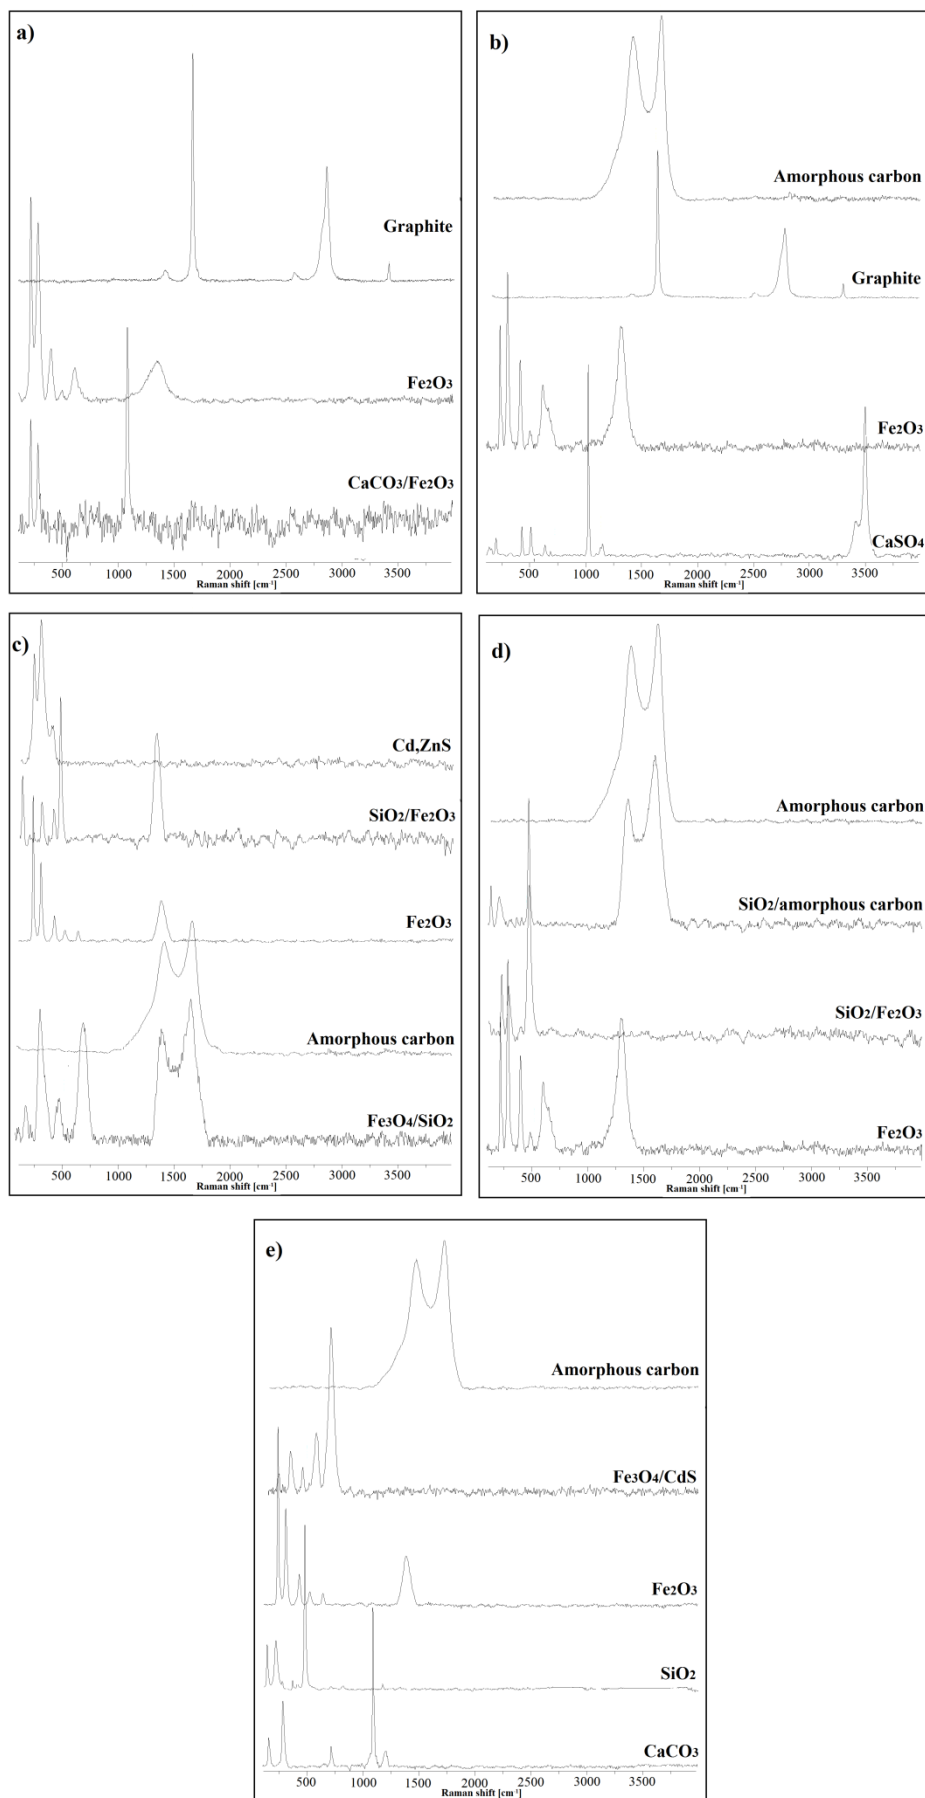 a)
Graphite
Fe2O3
CaCO3/Fe2O3
500 1000 1500 2000 2500 3000 3500
Raman shift [cm-1]
b)
Amorphous carbon
Graphite
Fe2O3
CaSO4
500 1000 1500 2000 2500 3000 3500
Raman shift [cm-1]
c)
Cd,ZnS
SiO2/Fe2O3
Fe2O3
Amorphous carbon
Fe3O4/SiO2
500 1000 1500 2000 2500 3000 3500
Raman shift [cm-1]
d)
Amorphous carbon
SiO2/amorphous carbon
SiO2/Fe2O3
Fe2O3
500 1000 1500 2000 2500 3000 3500
Raman shift [cm-1]
e)
Amorphous carbon
Fe3O4/CdS
Fe2O3
SiO2
CaCO3
500 1000 1500 2000 2500 3000 3500
Raman shift [cm-1]